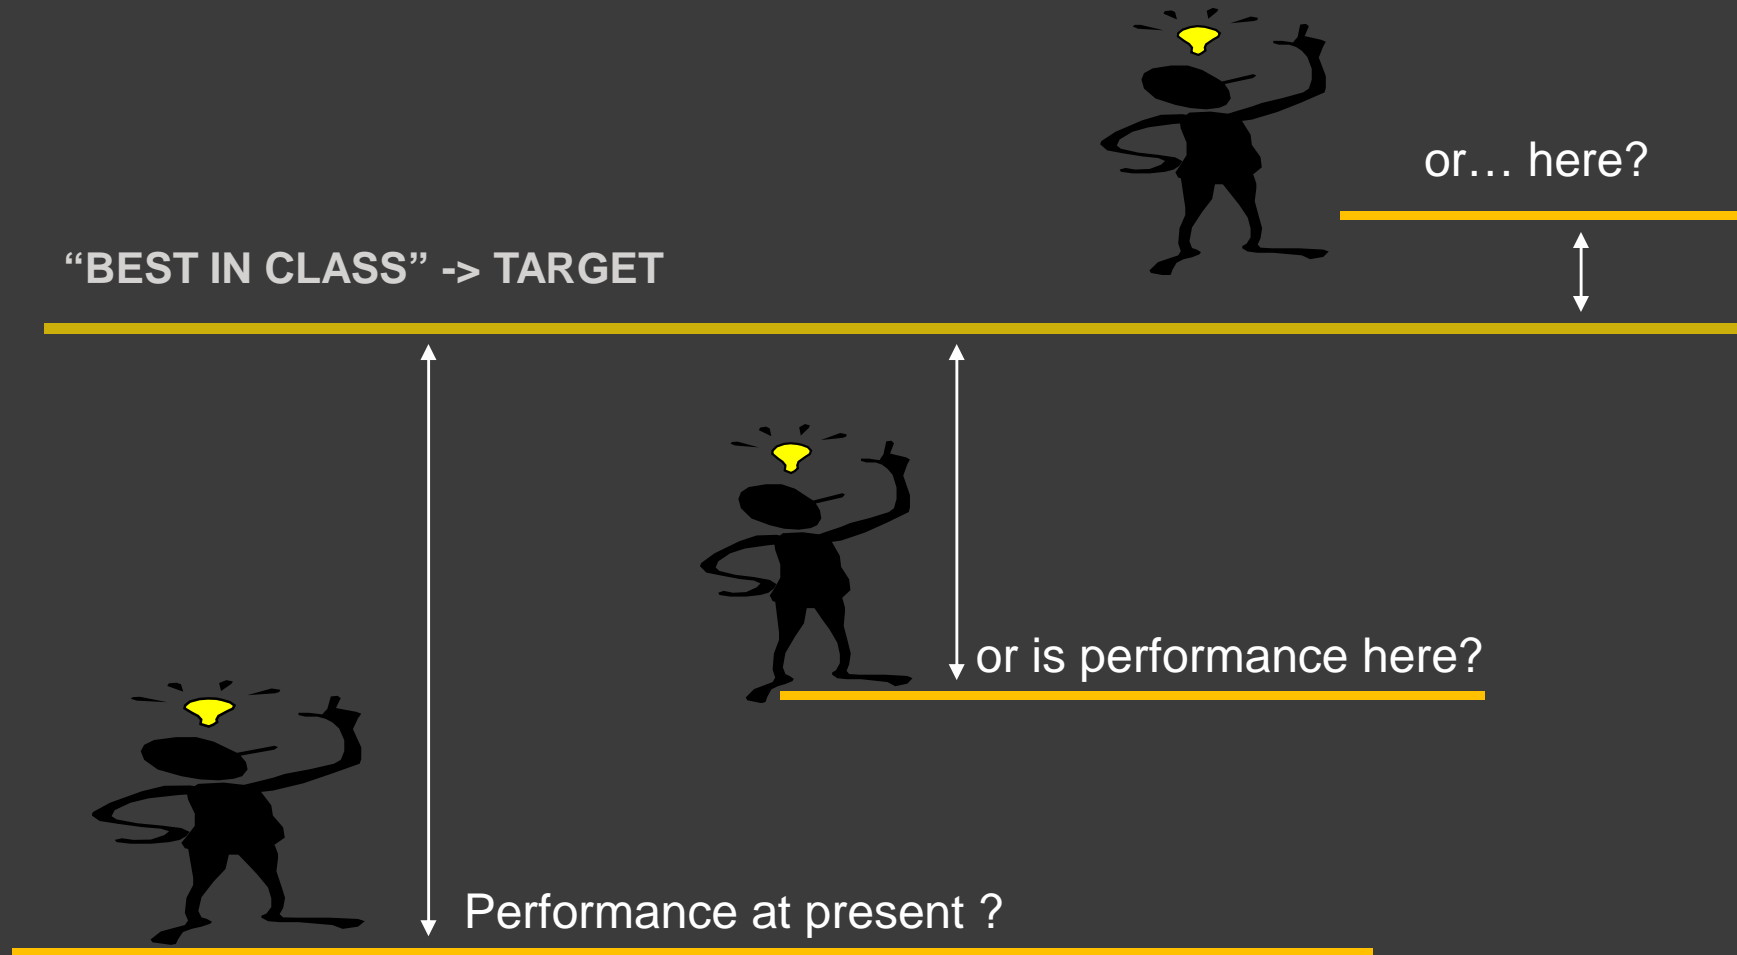 or… here?
“BEST IN CLASS” -> TARGET
or is performance here?
Performance at present ?